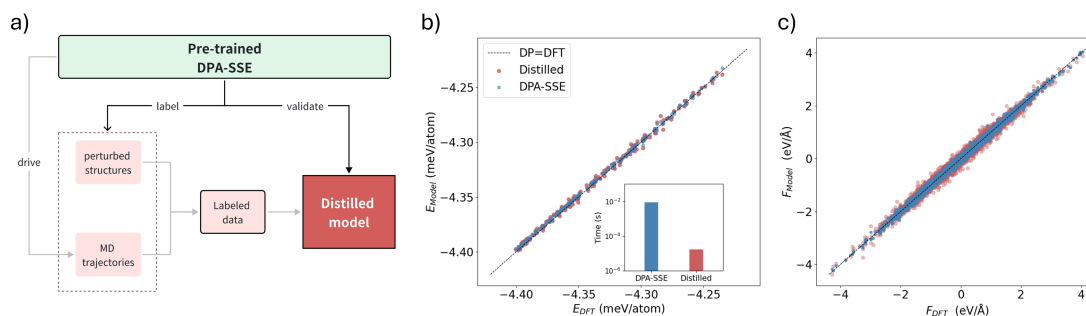 a)
Pre-trained
DPA-SSE
label
validate
drive
perturbed
structures
MD
trajectories
Labeled
data
Distilled
model
b)
DP=DFT
Distilled
DPA-SSE
E_Model (meV/atom)
−4.25
−4.30
−4.35
−4.40
Time (s)
10⁻²
10⁻⁴
10⁻⁶
DPA-SSE
Distilled
−4.40
−4.35
−4.30
−4.25
E_DFT (meV/atom)
c)
F_Model (eV/Å)
4
2
0
−2
−4
−4
−2
0
2
4
F_DFT (eV/Å)